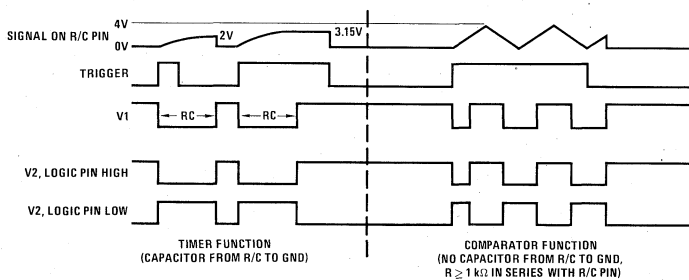 4V
SIGNAL ON R/C PIN
0V
2V
3.15V
TRIGGER
V1
RC
RC
V2, LOGIC PIN HIGH
V2, LOGIC PIN LOW
TIMER FUNCTION
(CAPACITOR FROM R/C TO GND)
COMPARATOR FUNCTION
(NO CAPACITOR FROM R/C TO GND,
R ≥ 1 kΩ IN SERIES WITH R/C PIN)